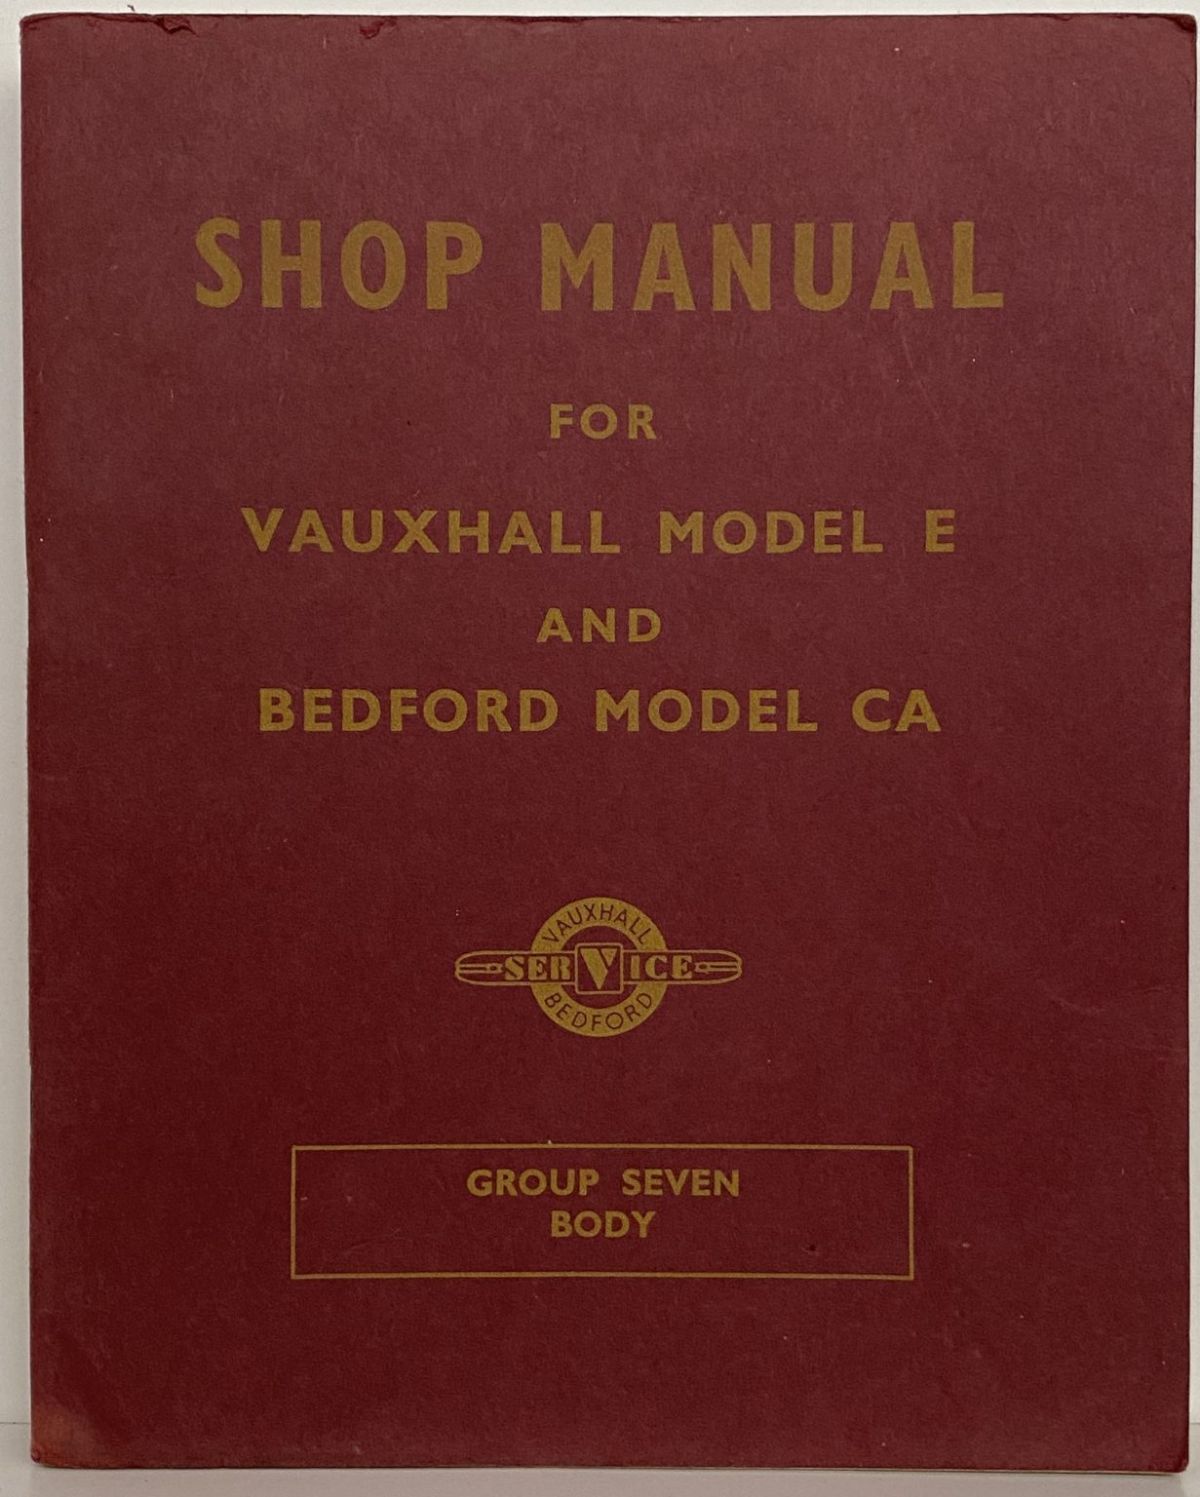 SHOP MANUAL
FOR
VAUXHALL MODEL E
AND
BEDFORD MODEL CA
VAUXHALL
SERVICE
BEDFORD
GROUP SEVEN
BODY